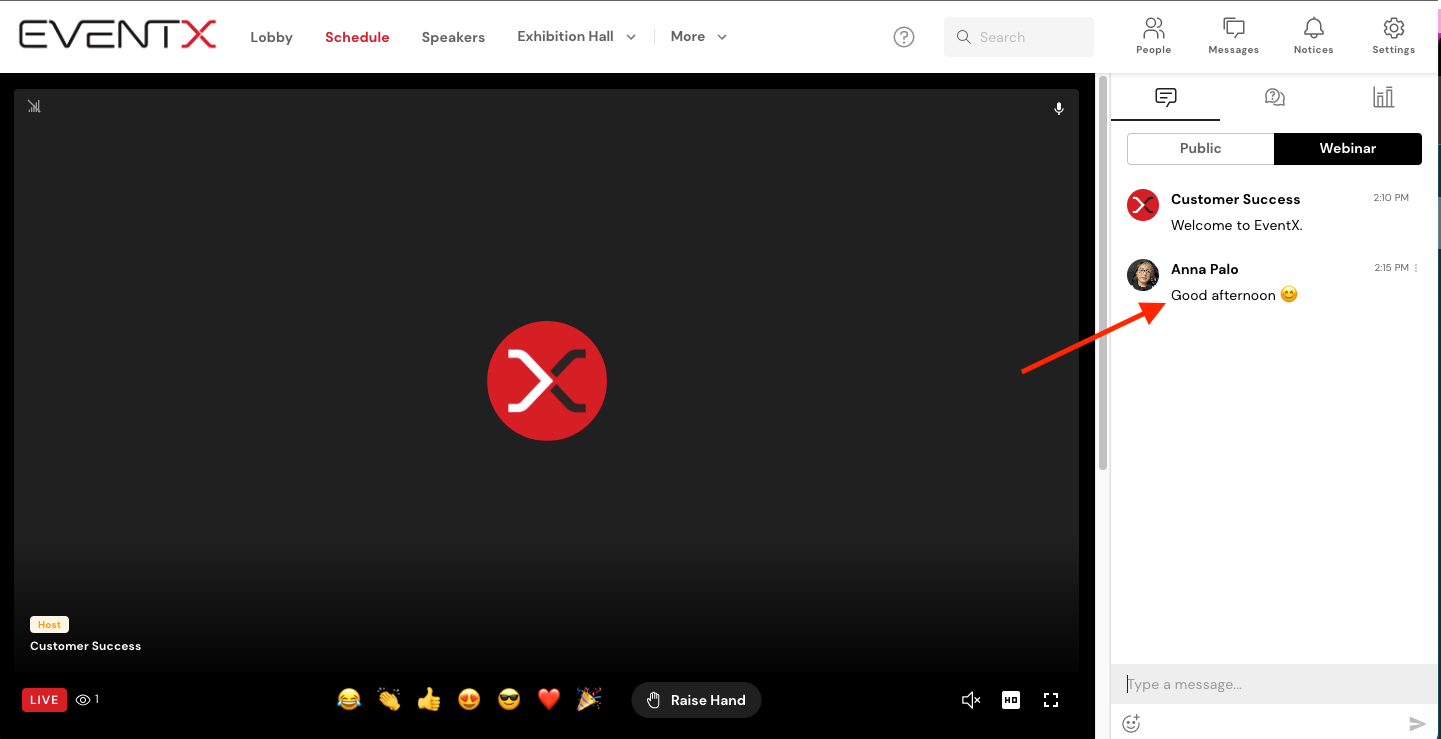 EVENTX
Lobby
Schedule
Speakers
Exhibition Hall
More
Search
People
Messages
Notices
Settings
Public
Webinar
Customer Success
2:10 PM
Welcome to EventX.
Anna Palo
2:15 PM
Good afternoon 😊
Host
Customer Success
LIVE
1
Raise Hand
HD
Type a message...